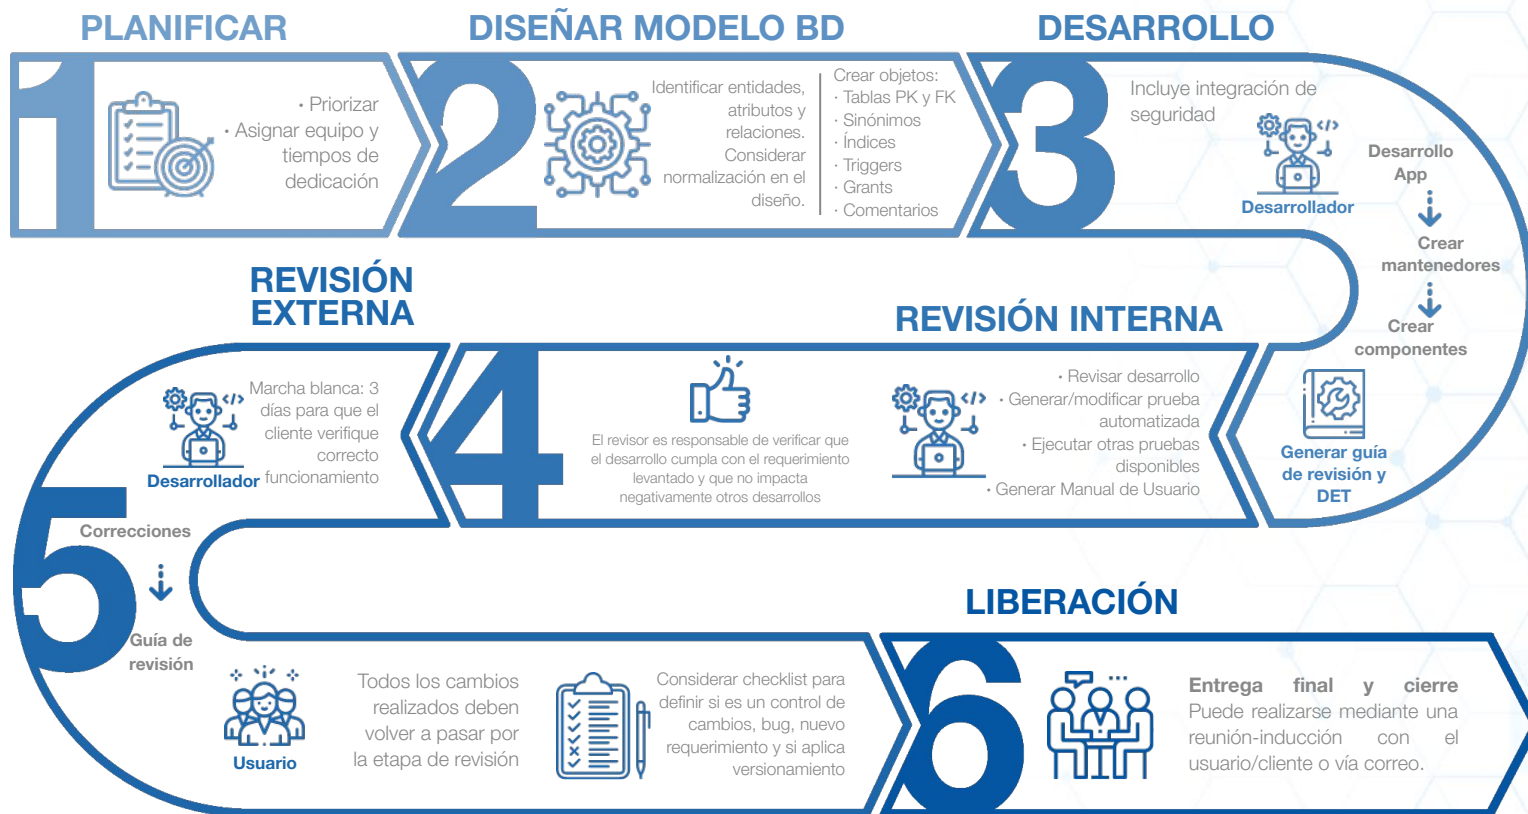 PLANIFICAR
1
· Priorizar
· Asignar equipo y
tiempos de
dedicación
DISEÑAR MODELO BD
2
Identificar entidades,
atributos y
relaciones.
Considerar
normalización en el
diseño.
Crear objetos:
· Tablas PK y FK
· Sinónimos
· Índices
· Triggers
· Grants
· Comentarios
DESARROLLO
3
Incluye integración de
seguridad
Desarrollador
Desarrollo
App
Crear
mantenedores
Crear
componentes
Generar guía
de revisión y
DET
REVISIÓN INTERNA
· Revisar desarrollo
· Generar/modificar prueba
automatizada
· Ejecutar otras pruebas
disponibles
· Generar Manual de Usuario
4
El revisor es responsable de verificar que
el desarrollo cumpla con el requerimiento
levantado y que no impacta
negativamente otros desarrollos
REVISIÓN
EXTERNA
Marcha blanca: 3
días para que el
cliente verifique
correcto
funcionamiento
Desarrollador
5
Correcciones
Guía de
revisión
Usuario
Todos los cambios
realizados deben
volver a pasar por
la etapa de revisión
Considerar checklist para
definir si es un control de
cambios, bug, nuevo
requerimiento y si aplica
versionamiento
LIBERACIÓN
6
Entrega final y cierre
Puede realizarse mediante una
reunión-inducción con el
usuario/cliente o vía correo.